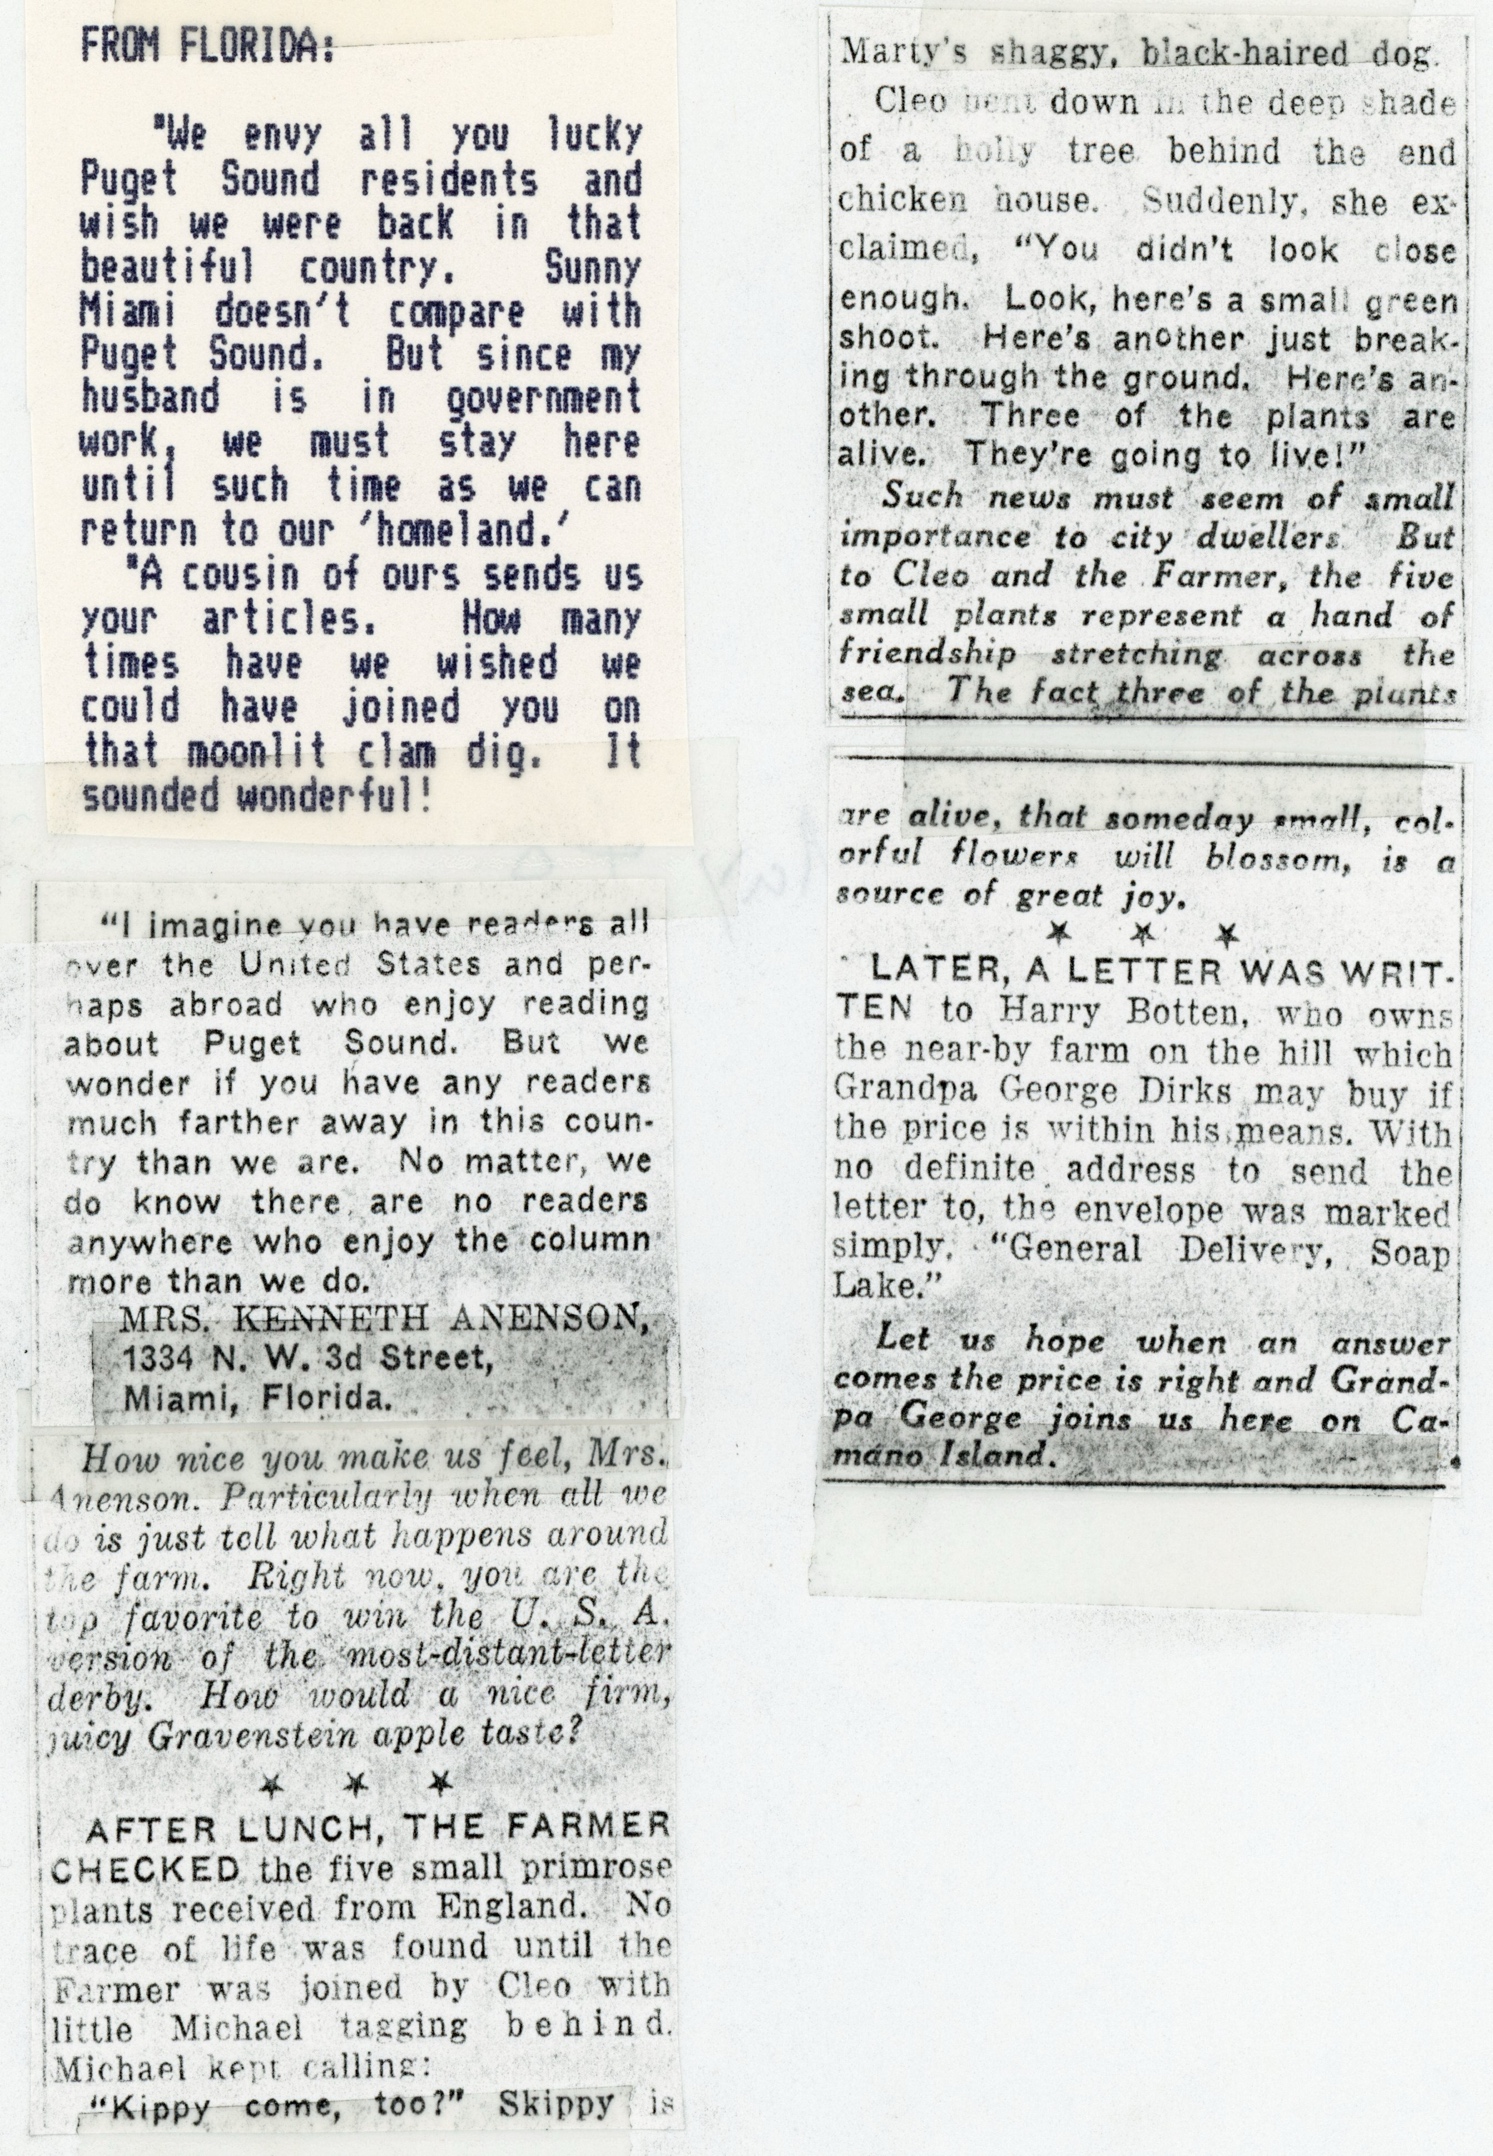 FROM FLORIDA:
"We envy all you lucky
Puget Sound residents and
wish we were back in that
beautiful country. Sunny
Miami doesn't compare with
Puget Sound. But since my
husband is in government
work, we must stay here
until such time as we can
return to our 'homeland.'
"A cousin of ours sends us
your articles. How many
times have we wished we
could have joined you on
that moonlit clam dig. It
sounded wonderful!
"I imagine you have readers all
over the United States and per-
haps abroad who enjoy reading
about Puget Sound. But we
wonder if you have any readers
much farther away in this coun-
try than we are. No matter, we
do know there are no readers
anywhere who enjoy the column
more than we do.
MRS. KENNETH ANENSON,
1334 N. W. 3d Street,
Miami, Florida.
How nice you make us feel, Mrs.
Anenson. Particularly when all we
do is just tell what happens around
the farm. Right now, you are the
top favorite to win the U. S. A.
version of the most-distant-letter
derby. How would a nice firm,
juicy Gravenstein apple taste?
★ ★ ★
AFTER LUNCH, THE FARMER
CHECKED the five small primrose
plants received from England. No
trace of life was found until the
Farmer was joined by Cleo with
little Michael tagging behind.
Michael kept calling:
"Kippy come, too?" Skippy is
Marty's shaggy, black-haired dog.
Cleo bent down in the deep shade
of a holly tree behind the end
chicken house. Suddenly, she ex-
claimed, "You didn't look close
enough. Look, here's a small green
shoot. Here's another just break-
ing through the ground. Here's an-
other. Three of the plants are
alive. They're going to live!"
Such news must seem of small
importance to city dwellers. But
to Cleo and the Farmer, the five
small plants represent a hand of
friendship stretching across the
sea. The fact three of the plants
are alive, that someday small, col-
orful flowers will blossom, is a
source of great joy.
★ ★ ★
LATER, A LETTER WAS WRIT-
TEN to Harry Botten, who owns
the near-by farm on the hill which
Grandpa George Dirks may buy if
the price is within his means. With
no definite address to send the
letter to, the envelope was marked
simply, "General Delivery, Soap
Lake."
Let us hope when an answer
comes the price is right and Grand-
pa George joins us here on Ca-
mano Island.